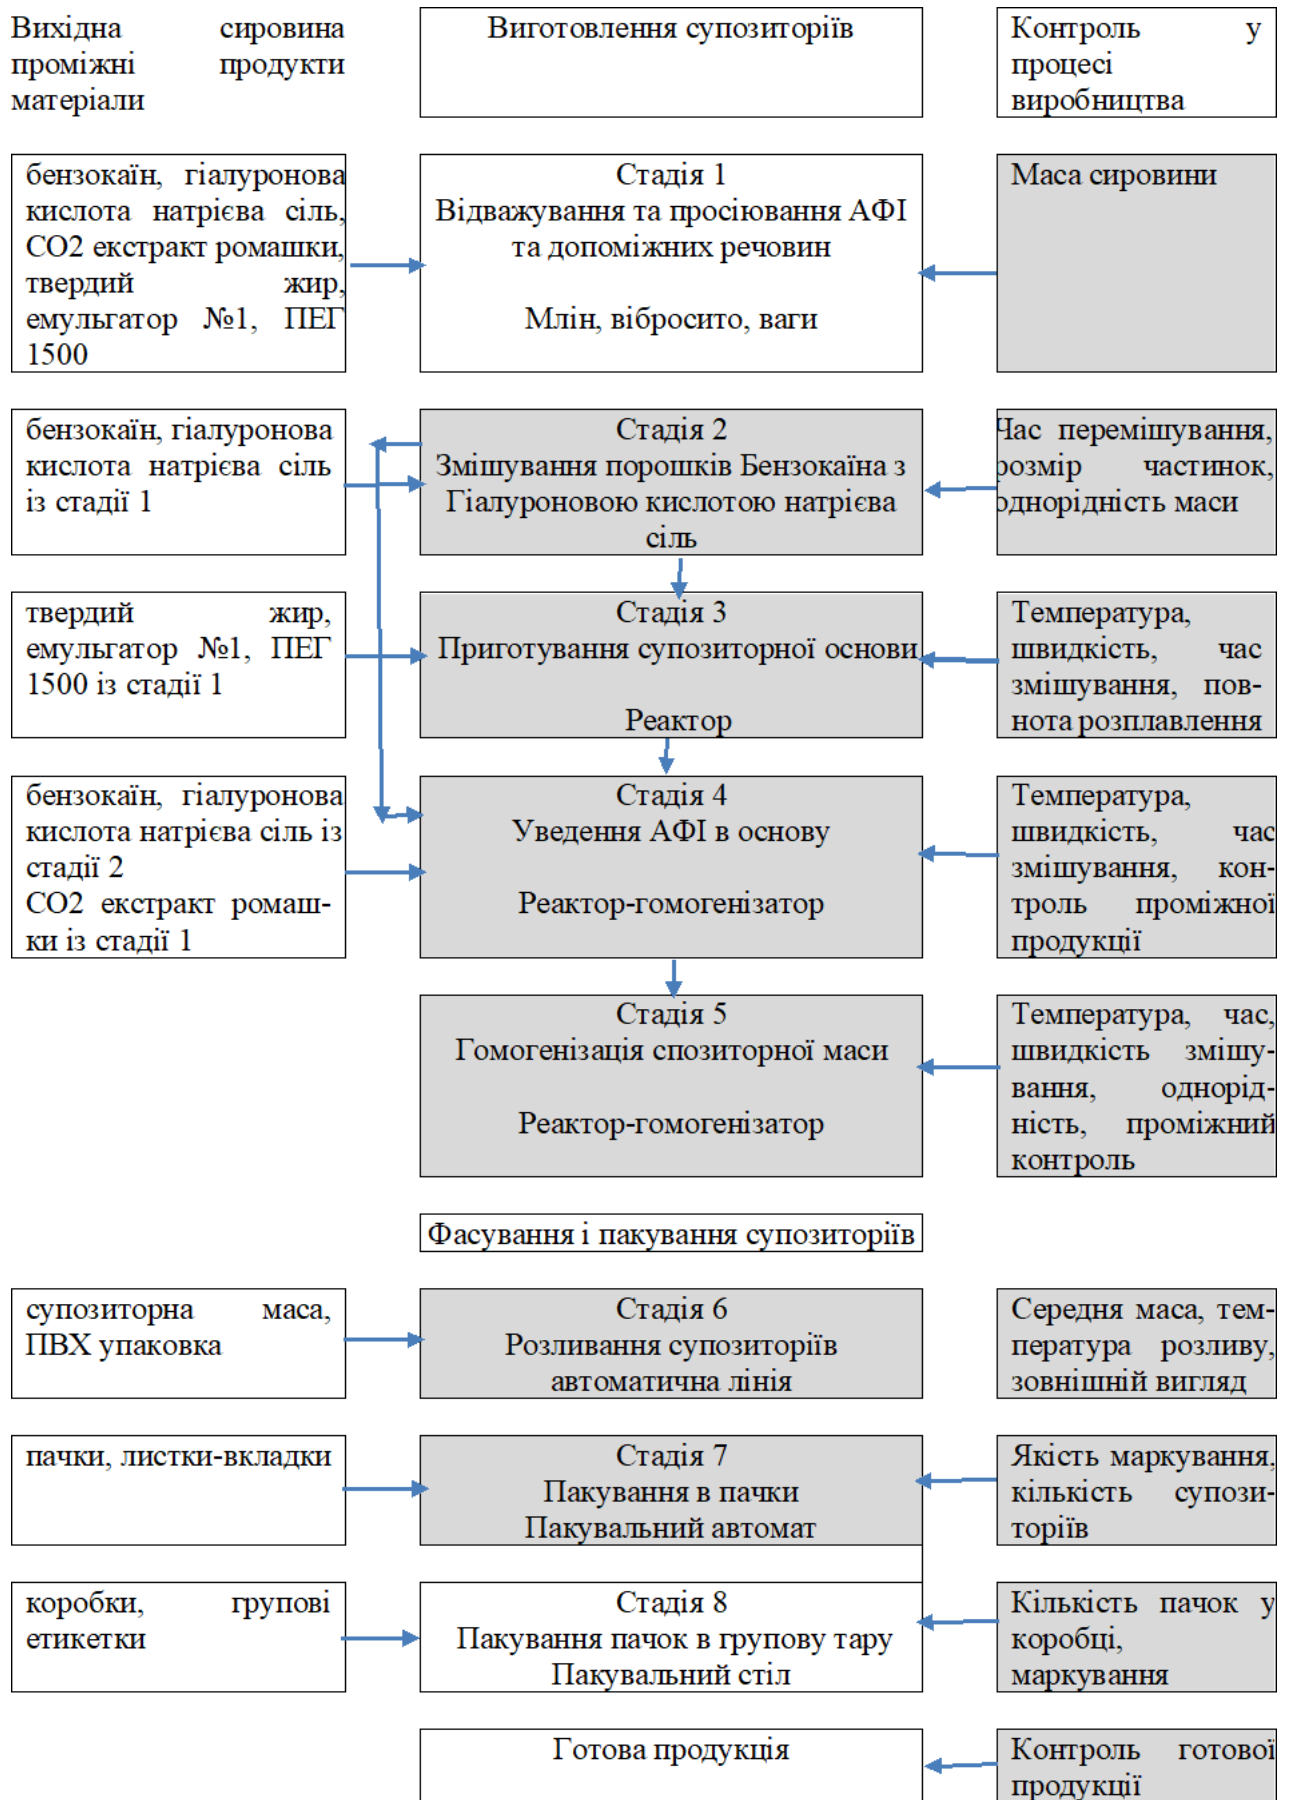 Вихідна сировина
проміжні продукти
матеріали
Виготовлення супозиторіїв
Контроль у
процесі
виробництва
бензокаїн, гіалуронова
кислота натрієва сіль,
СО2 екстракт ромашки,
твердий жир,
емульгатор №1, ПЕГ
1500
Стадія 1
Відважування та просіювання АФІ
та допоміжних речовин
Млін, вібросито, ваги
Маса сировини
бензокаїн, гіалуронова
кислота натрієва сіль
із стадії 1
Стадія 2
Змішування порошків Бензокаїна з
Гіалуроновою кислотою натрієва
сіль
Час перемішування,
розмір частинок,
однорідність маси
твердий жир,
емульгатор №1, ПЕГ
1500 із стадії 1
Стадія 3
Приготування супозиторної основи
Реактор
Температура,
швидкість, час
змішування, пов-
нота розплавлення
бензокаїн, гіалуронова
кислота натрієва сіль із
стадії 2
СО2 екстракт ромаш-
ки із стадії 1
Стадія 4
Уведення АФІ в основу
Реактор-гомогенізатор
Температура,
швидкість, час
змішування, кон-
троль проміжної
продукції
Стадія 5
Гомогенізація спозиторної маси
Реактор-гомогенізатор
Температура, час,
швидкість змішу-
вання, однорід-
ність, проміжний
контроль
Фасування і пакування супозиторіїв
супозиторна маса,
ПВХ упаковка
Стадія 6
Розливання супозиторіїв
автоматична лінія
Середня маса, тем-
пература розливу,
зовнішній вигляд
пачки, листки-вкладки
Стадія 7
Пакування в пачки
Пакувальний автомат
Якість маркування,
кількість супози-
торіїв
коробки, групові
етикетки
Стадія 8
Пакування пачок в групову тару
Пакувальний стіл
Кількість пачок у
коробці,
маркування
Готова продукція
Контроль готової
продукції